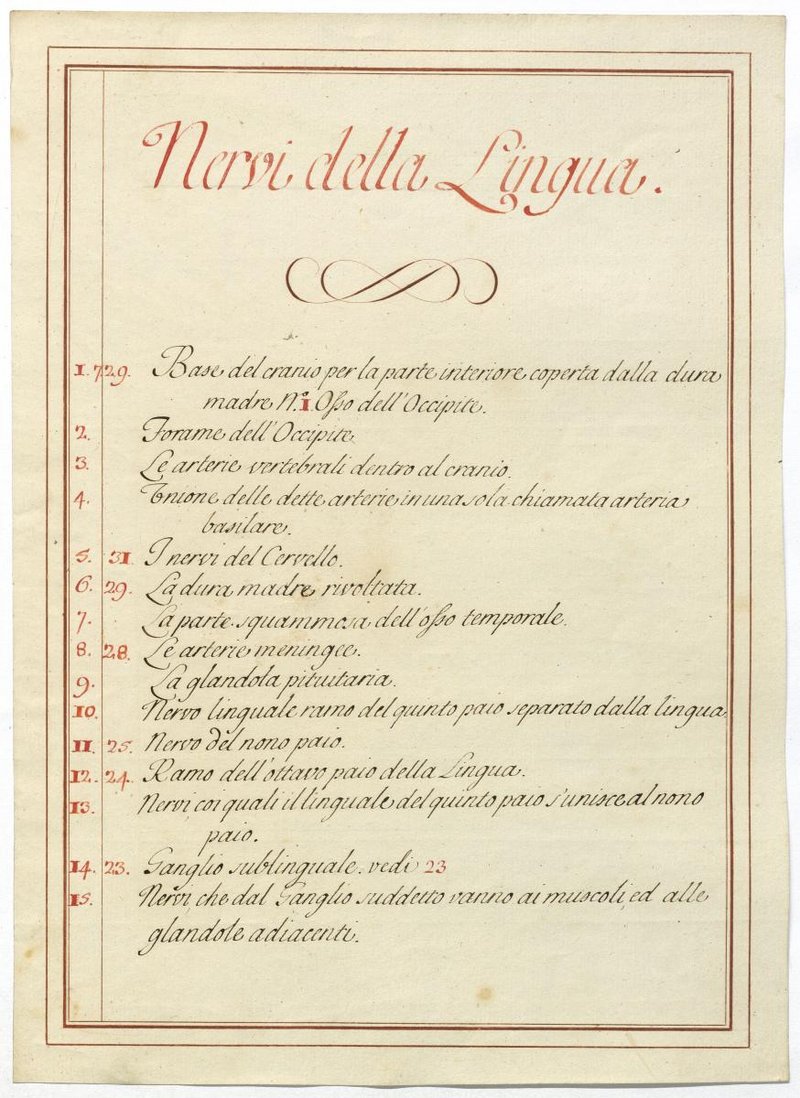 Nervi della Lingua.
1. 729. Base del cranio per la parte interiore coperta dalla dura
madre N.º 1 Osso dell'Occipite.
2. Forame dell'Occipite
3. Le arterie vertebrali dentro al cranio.
4. Unione delle dette arterie in una sola chiamata arteria
basilare.
5. 31. I nervi del Cervello.
6. 29. La dura madre rivoltata.
7. La parte squammosa dell'osso temporale.
8. 28. Le arterie meningee.
9. La glandola pituitaria.
10. Nervo linguale ramo del quinto paio separato dalla lingua
11. 25. Nervo del nono paio.
12. 24. Ramo dell'ottavo paio della Lingua.
13. Nervi, coi quali il linguale del quinto paio s'unisce al nono
paio.
14. 23. Ganglio sublinguale. vedi 23
15. Nervi, che dal Ganglio suddetto vanno ai muscoli, ed alle
glandole adiacenti.